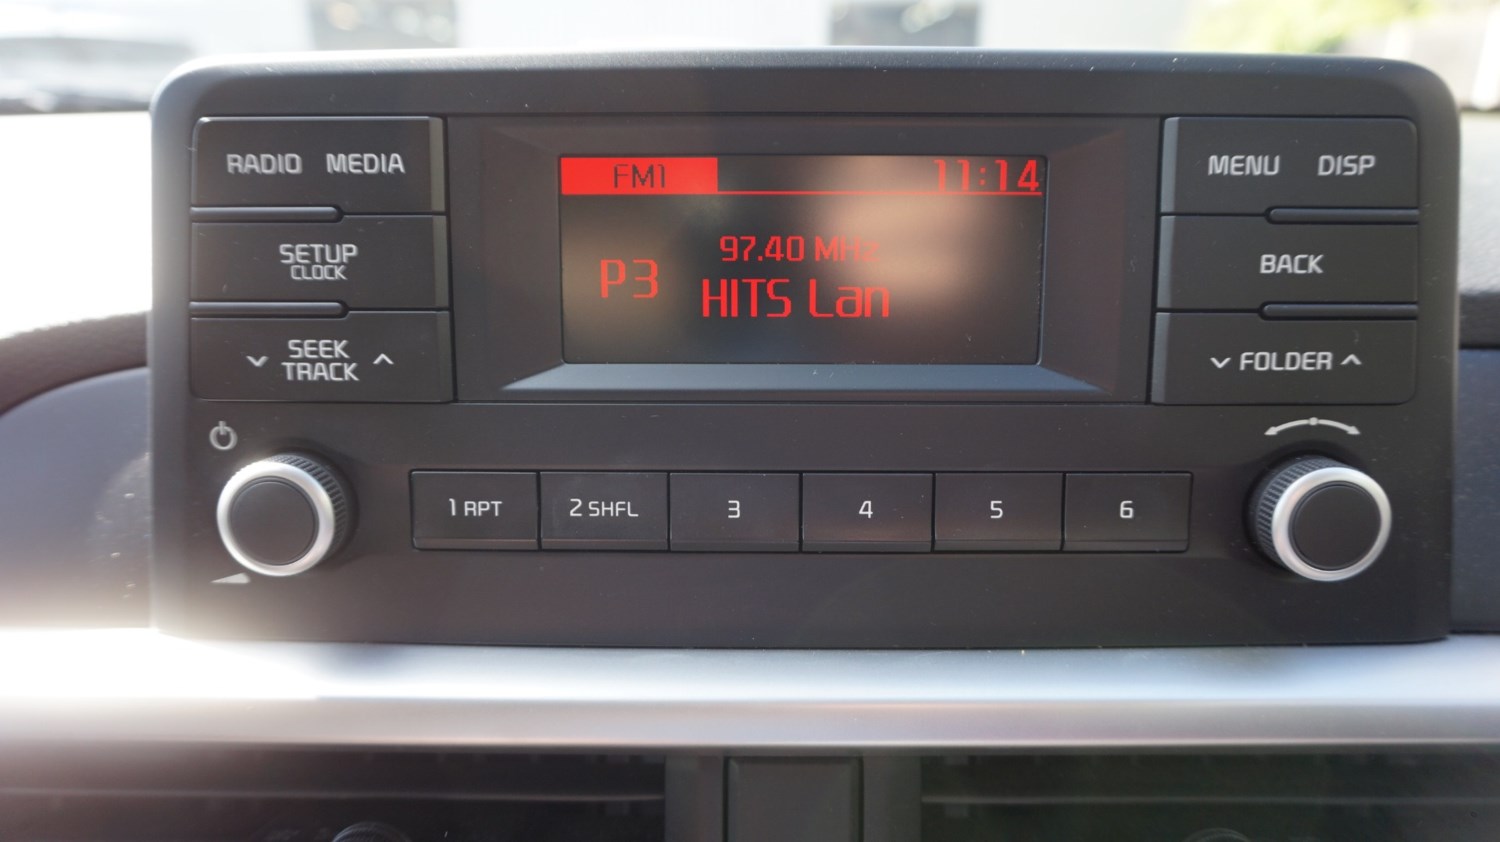 RADIO MEDIA
SETUP
CLOCK
SEEK
TRACK
FM1 11:14
97.40 MHz
P3 HITS Lan
MENU DISP
BACK
FOLDER
1 RPT 2 SHFL 3 4 5 6